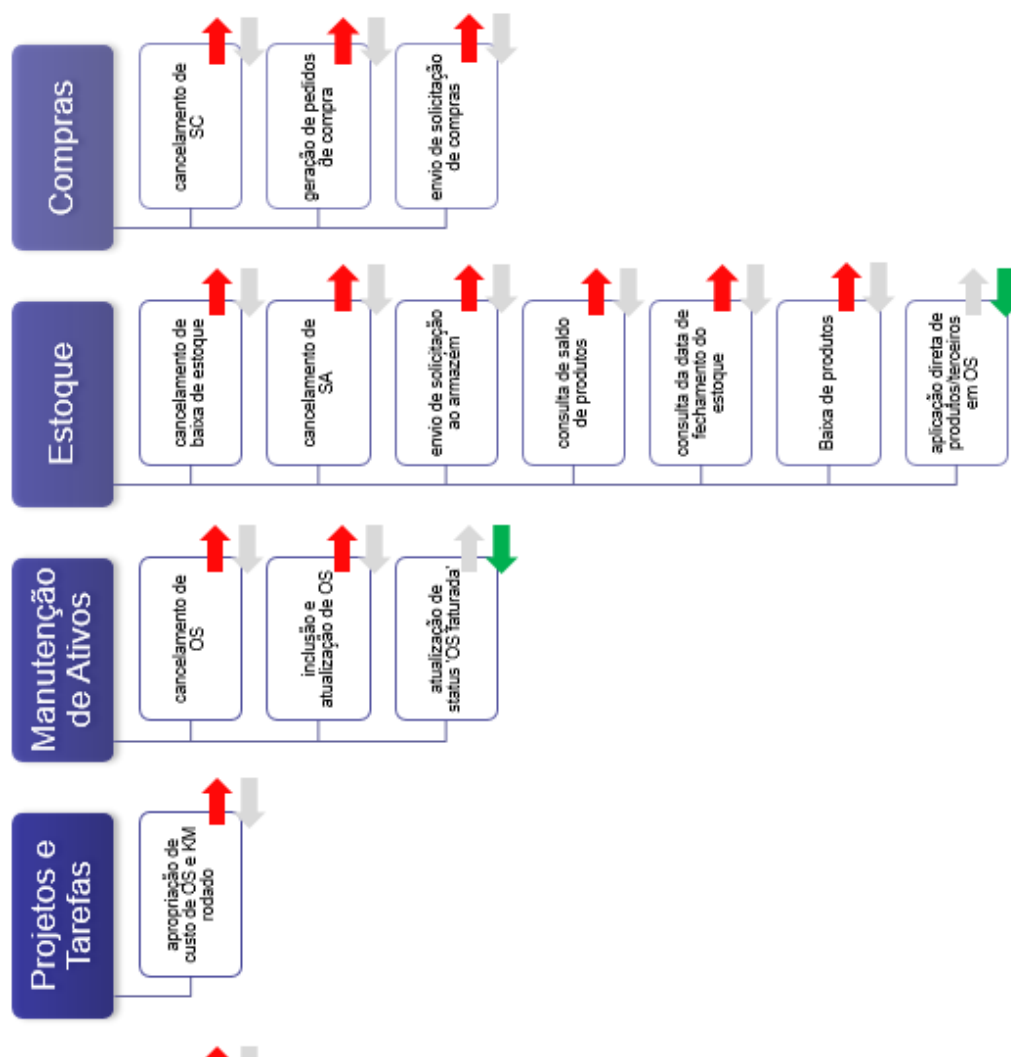 Compras
cancelamento de
SC
geração de pedidos
de compra
envio de solicitação
de compras
Estoque
cancelamento de
baixa de estoque
cancelamento de
SA
envio de solicitação
ao armazém
consulta de saldo
de produtos
consulta da data de
fechamento do
estoque
Baixa de produtos
aplicação direta de
produtos/terceiros
em OS
Manutenção
de Ativos
cancelamento de
OS
inclusão e
atualização de OS
atualização de
status 'OS faturada'
Projetos e
Tarefas
apropriação de
custo de OS e KM
rodado